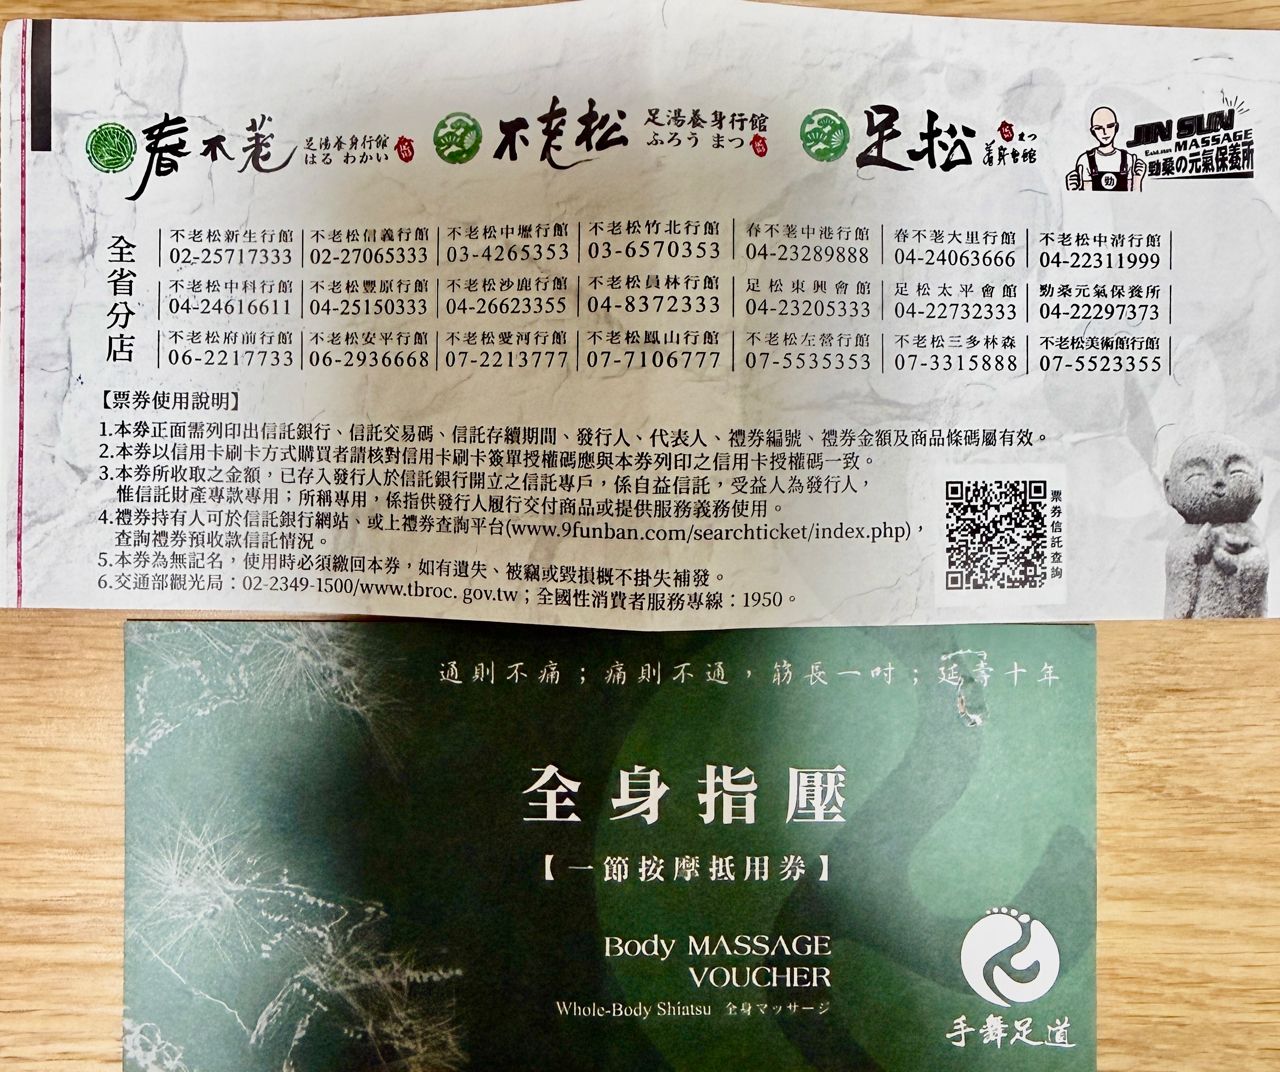 春不荖 足湯養身行館 はる わかい
不老松 足湯養身行館 ふろう まつ
足松 まつ 養身會館
JIN SUN MASSAGE
勁桑の元氣保養所
勁
全省分店
不老松新生行館 不老松信義行館 不老松中壢行館 不老松竹北行館 春不荖中港行館 春不荖大里行館 不老松中清行館
02-25717333 02-27065333 03-4265353 03-6570353 04-23289888 04-24063666 04-22311999
不老松中科行館 不老松豐原行館 不老松沙鹿行館 不老松員林行館 足松東興會館 足松太平會館 勁桑元氣保養所
04-24616611 04-25150333 04-26623355 04-8372333 04-23205333 04-22732333 04-22297373
不老松府前行館 不老松安平行館 不老松愛河行館 不老松鳳山行館 不老松左營行館 不老松三多林森 不老松美術館行館
06-2217733 06-2936668 07-2213777 07-7106777 07-5535353 07-3315888 07-5523355
【票券使用說明】
1.本券正面需列印出信託銀行、信託交易碼、信託存續期間、發行人、代表人、禮券編號、禮券金額及商品條碼屬有效。
2.本券以信用卡刷卡方式購買者請核對信用卡刷卡簽單授權碼應與本券列印之信用卡授權碼一致。
3.本券所收取之金額，已存入發行人於信託銀行開立之信託專戶，係自益信託，受益人為發行人，
惟信託財產專款專用；所稱專用，係指供發行人履行交付商品或提供服務義務使用。
4.禮券持有人可於信託銀行網站、或上禮券查詢平台(www.9funban.com/searchticket/index.php)，
查詢禮券預收款信託情況。
5.本券為無記名，使用時必須繳回本券，如有遺失、被竊或毀損概不掛失補發。
6.交通部觀光局：02-2349-1500/www.tbroc. gov.tw；全國性消費者服務專線：1950。
票券信託查詢
通則不痛；痛則不通，筋長一吋；延壽十年
全身指壓
【一節按摩抵用券】
Body MASSAGE
VOUCHER
Whole-Body Shiatsu 全身マッサージ
手舞足道